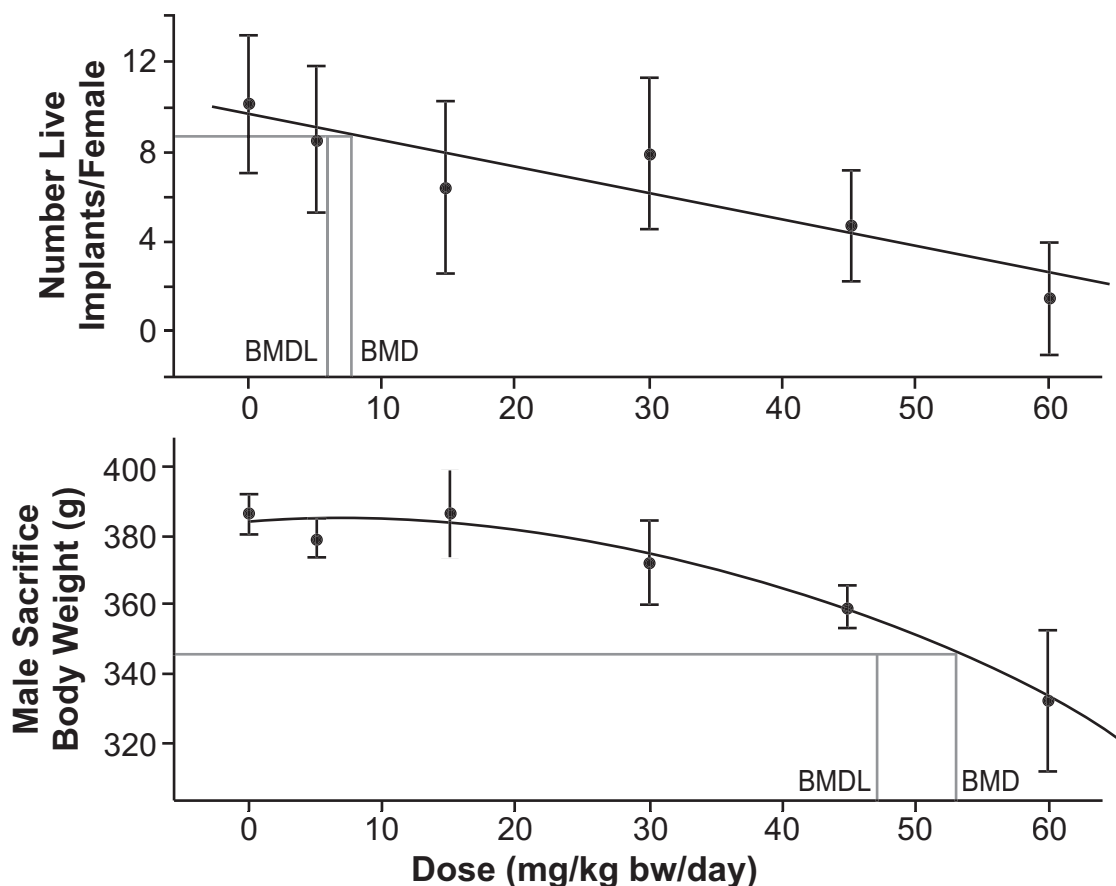 Number Live
Implants/Female
12
8
4
0
BMDL
BMD
0 10 20 30 40 50 60
Male Sacrifice
Body Weight (g)
400
380
360
340
320
BMDL
BMD
0 10 20 30 40 50 60
Dose (mg/kg bw/day)